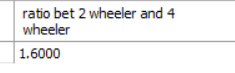 ratio bet 2 wheeler and 4
wheeler
1.6000